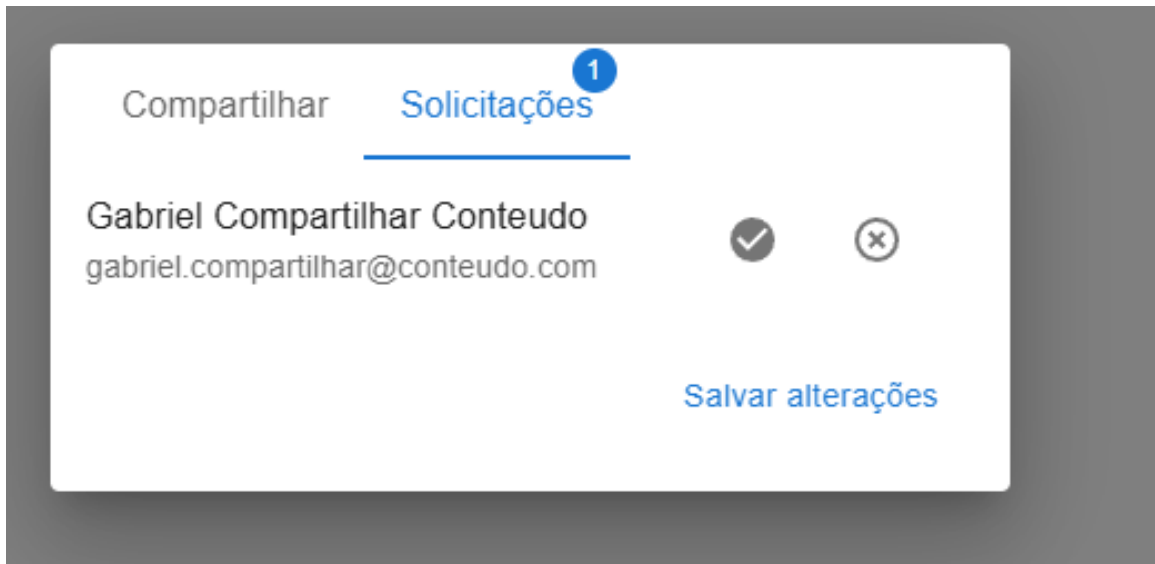 Compartilhar
Solicitações
1
Gabriel Compartilhar Conteudo
gabriel.compartilhar@conteudo.com
Salvar alterações